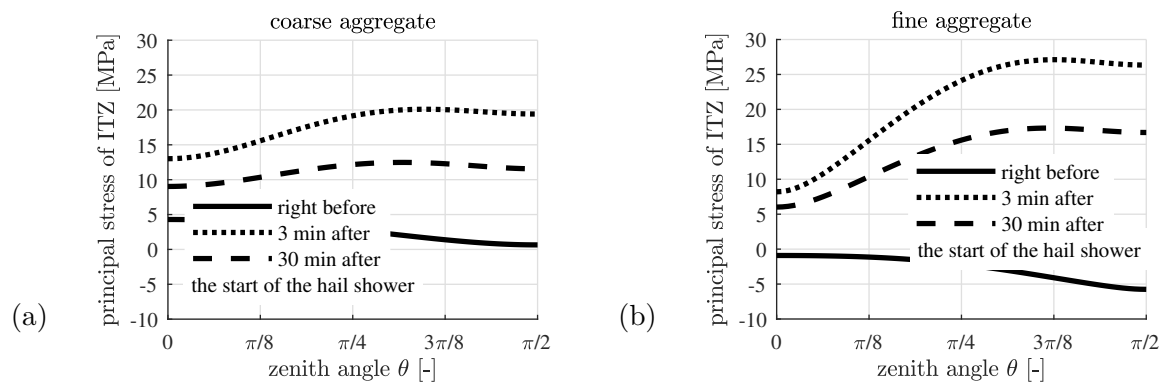 coarse aggregate
principal stress of ITZ [MPa]
30
25
20
15
10
5
0
-5
-10
right before
3 min after
30 min after
the start of the hail shower
0
π/8
π/4
3π/8
π/2
zenith angle θ [-]
(a)
fine aggregate
principal stress of ITZ [MPa]
30
25
20
15
10
5
0
-5
-10
right before
3 min after
30 min after
the start of the hail shower
0
π/8
π/4
3π/8
π/2
zenith angle θ [-]
(b)